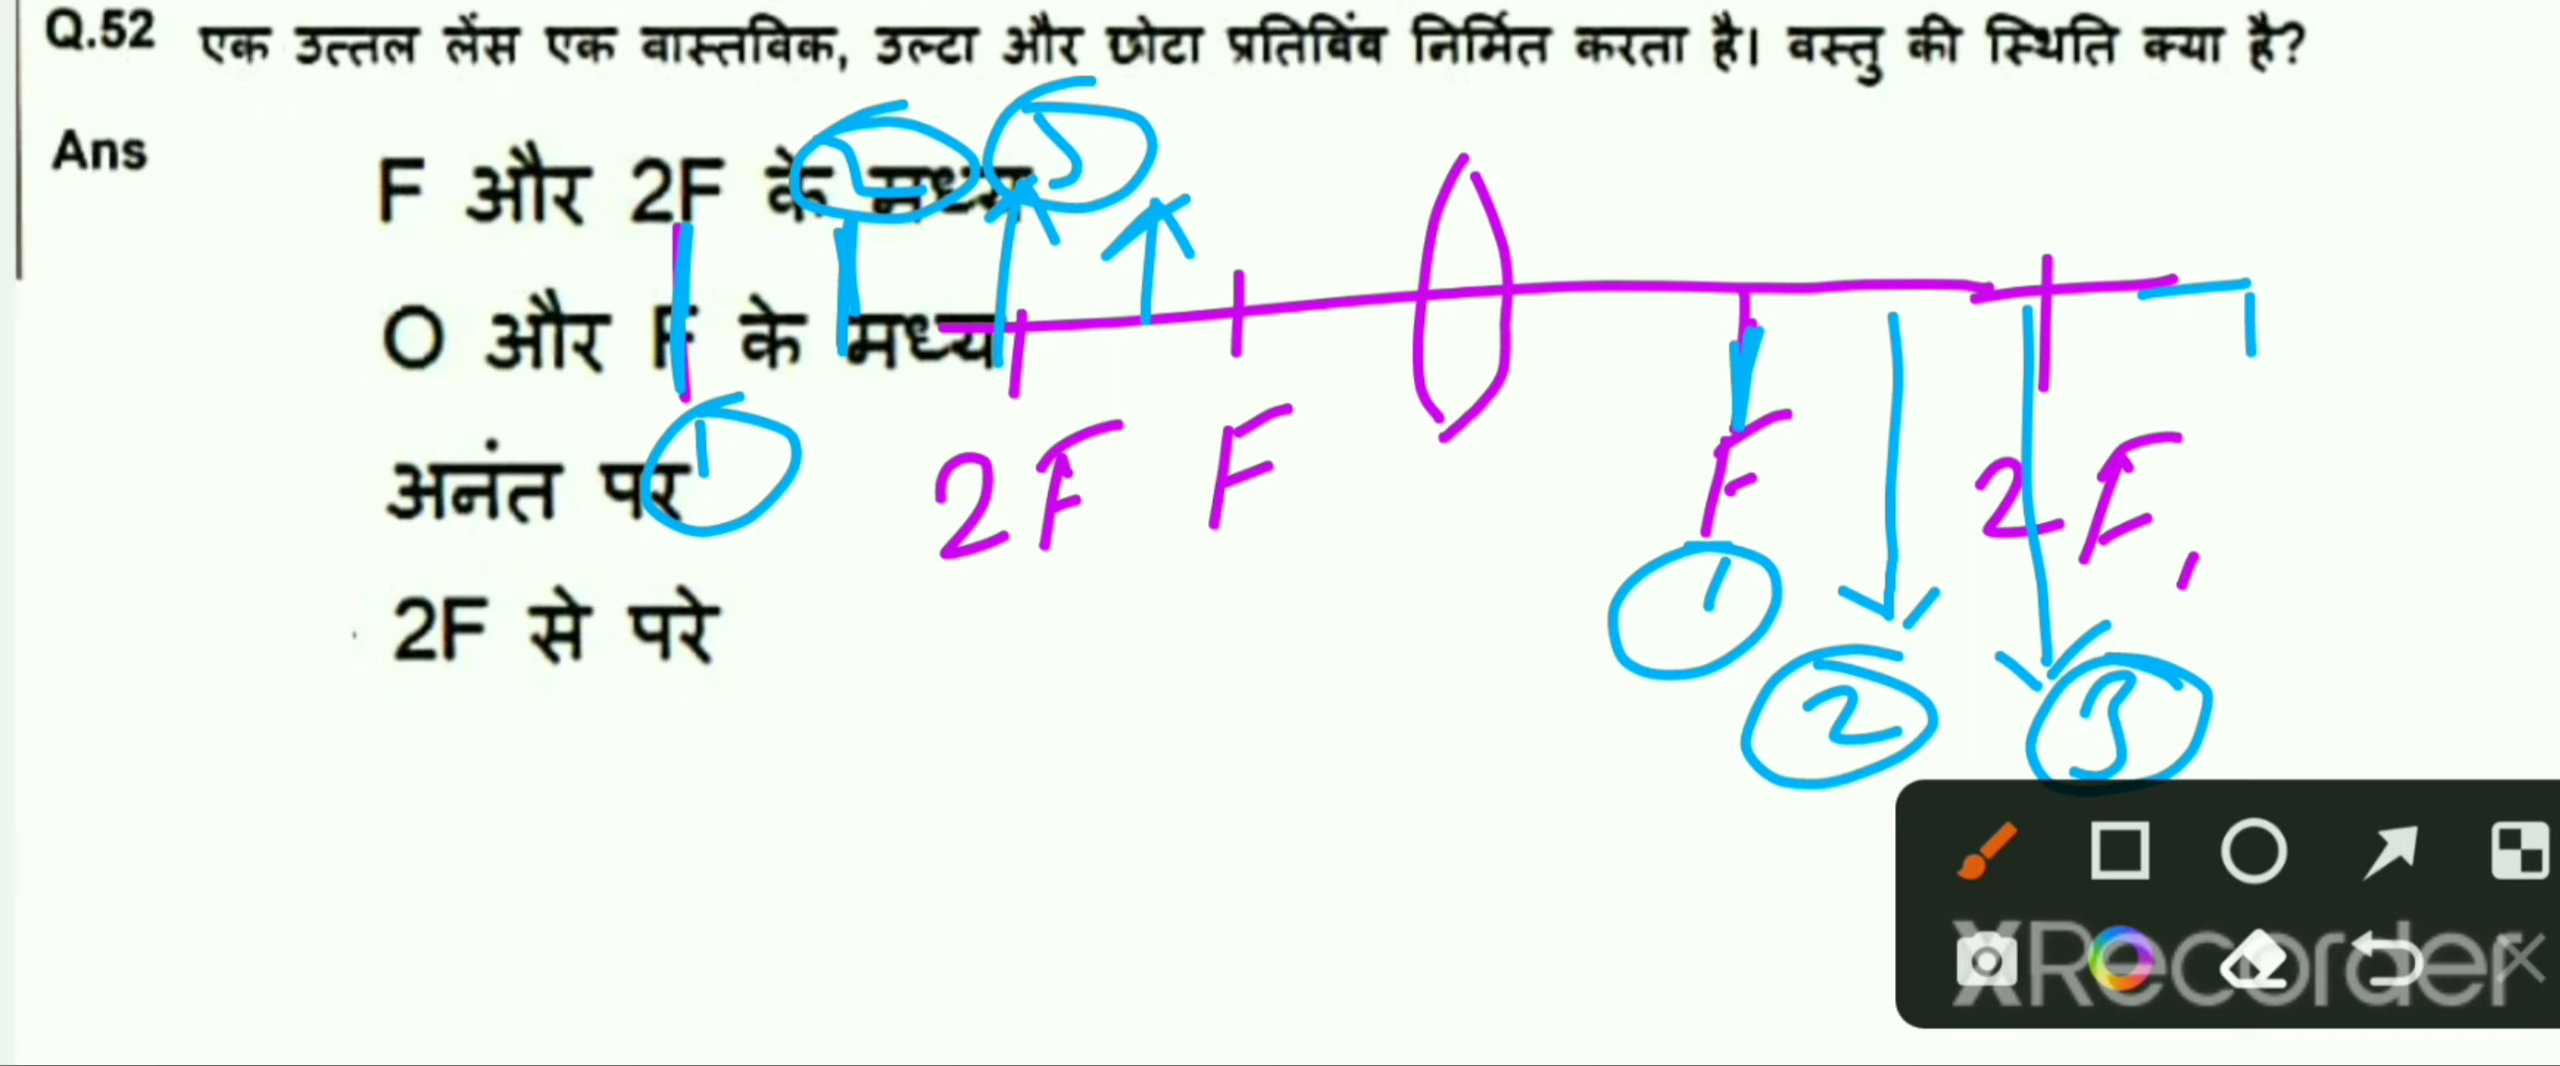 Q.52 एक उत्तल लेंस एक वास्तविक, उल्टा और छोटा प्रतिबिंब निर्मित करता है। वस्तु की स्थिति क्या है?
Ans
F और 2F के मध्य
2
3
O और F के मध्य
1
अनंत पर
2F से परे
2F F F 2F
1
2
3
XRecorder